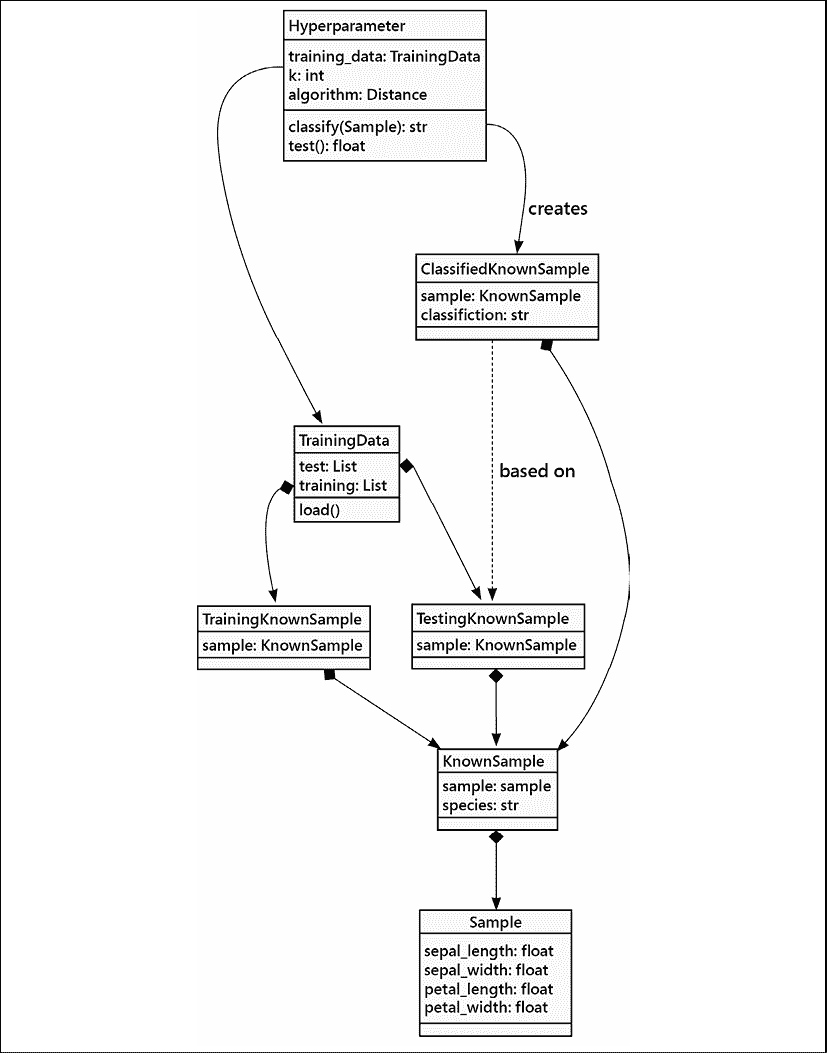 Hyperparameter
training_data: TrainingData
k: int
algorithm: Distance
classify(Sample): str
test(): float
creates
ClassifiedKnownSample
sample: KnownSample
classifiction: str
TrainingData
test: List
training: List
load()
based on
TrainingKnownSample
sample: KnownSample
TestingKnownSample
sample: KnownSample
KnownSample
sample: sample
species: str
Sample
sepal_length: float
sepal_width: float
petal_length: float
petal_width: float